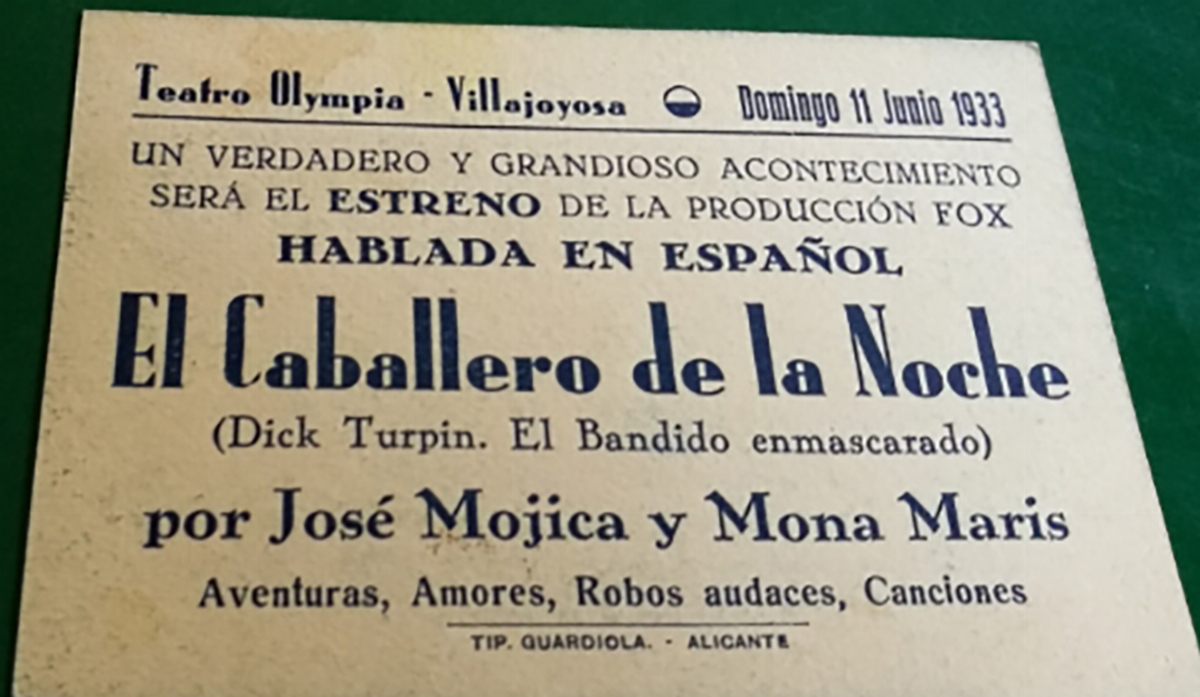 Teatro Olympia - Villajoyosa Domingo 11 Junio 1933
UN VERDADERO Y GRANDIOSO ACONTECIMIENTO
SERÁ EL ESTRENO DE LA PRODUCCIÓN FOX
HABLADA EN ESPAÑOL
El Caballero de la Noche
(Dick Turpin. El Bandido enmascarado)
por José Mojica y Mona Maris
Aventuras, Amores, Robos audaces, Canciones
TIP. GUARDIOLA. - ALICANTE